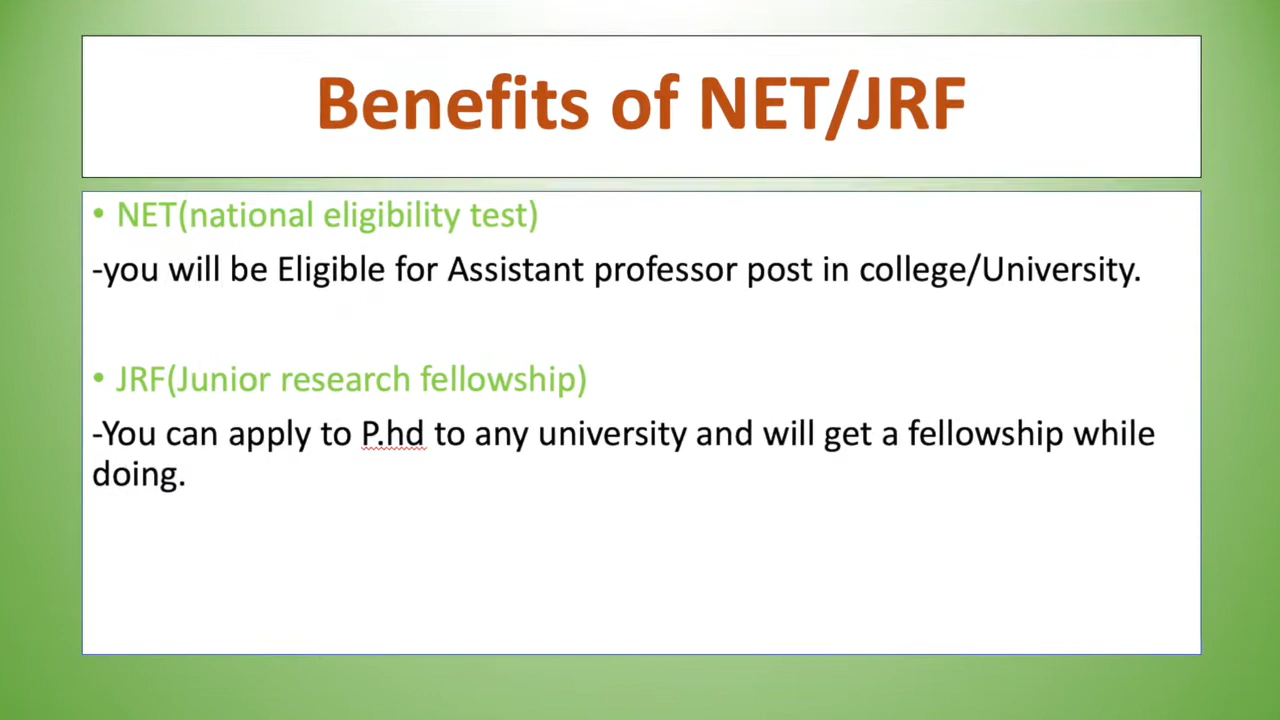 Benefits of NET/JRF
• NET(national eligibility test)
-you will be Eligible for Assistant professor post in college/University.
• JRF(Junior research fellowship)
-You can apply to P.hd to any university and will get a fellowship while
doing.